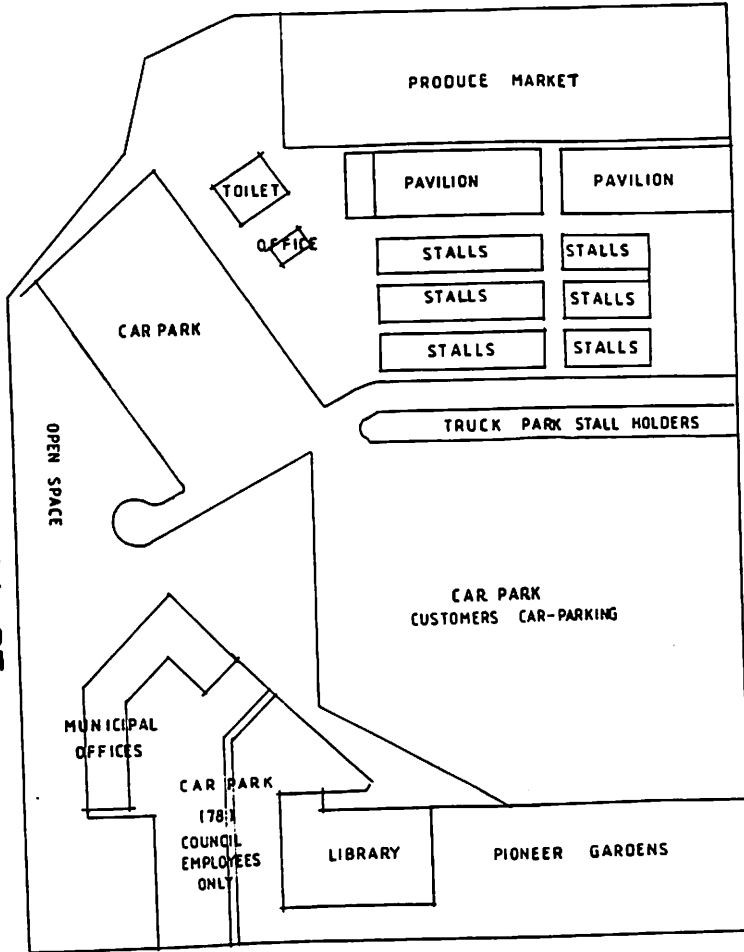 PRODUCE MARKET
TOILET
PAVILION
PAVILION
OFFICE
STALLS
STALLS
STALLS
STALLS
CAR PARK
STALLS
STALLS
TRUCK PARK STALL HOLDERS
OPEN SPACE
CAR PARK
CUSTOMERS CAR-PARKING
MUNICIPAL
OFFICES
CAR PARK
(78)
COUNCIL
EMPLOYEES
ONLY
LIBRARY
PIONEER GARDENS